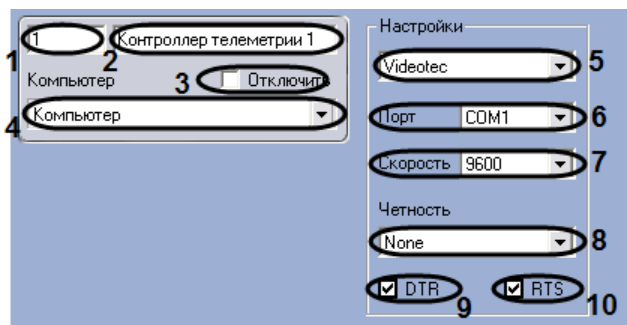 1 Контроллер телеметрии 1
1 2
Компьютер 3 Отключить
4 Компьютер
Настройки
Videotec 5
Порт COM1 6
Скорость 9600 7
Четность
None 8
DTR RTS
9 10